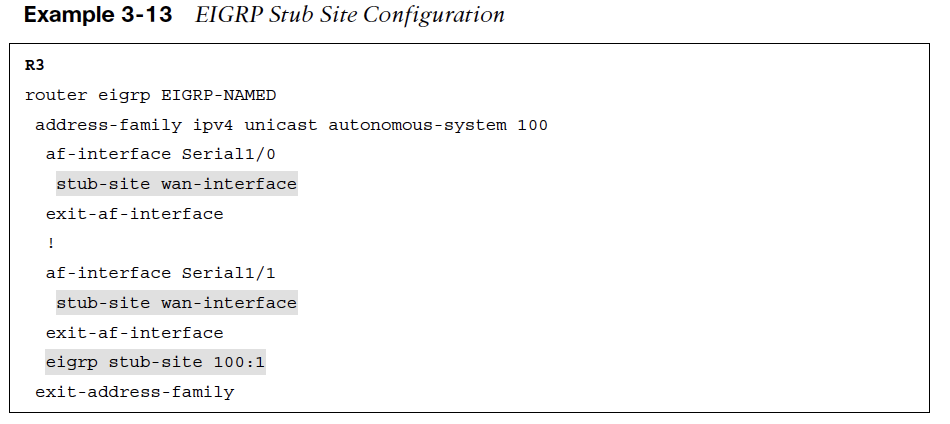 Example 3-13 EIGRP Stub Site Configuration
R3
router eigrp EIGRP-NAMED
address-family ipv4 unicast autonomous-system 100
af-interface Serial1/0
stub-site wan-interface
exit-af-interface
!
af-interface Serial1/1
stub-site wan-interface
exit-af-interface
eigrp stub-site 100:1
exit-address-family